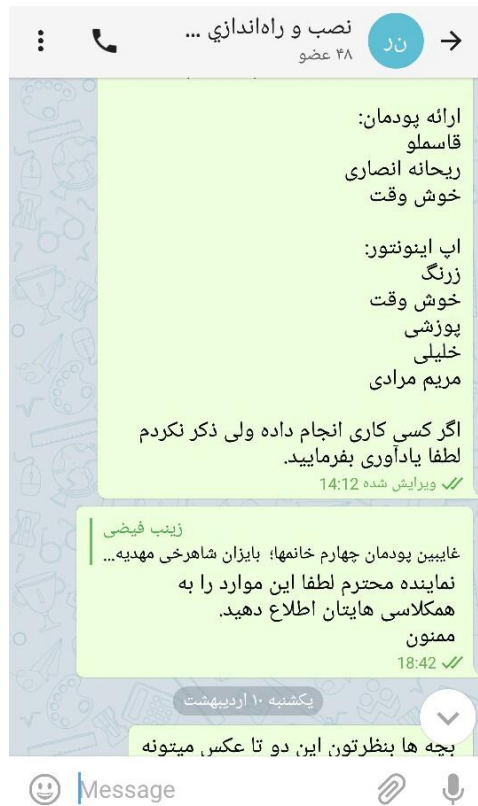 نصب و راه‌اندازي ...
۴۸ عضو
نر
ارائه پودمان:
قاسملو
ریحانه انصاری
خوش وقت
اپ اینونتور:
زرنگ
خوش وقت
پوزشی
خلیلی
مریم مرادی
اگر کسی کاری انجام داده ولی ذکر نکردم
لطفا یادآوری بفرمایید.
ویرایش شده 14:12
زینب فیضی
غایبین پودمان چهارم خانمها؛ بایزان شاهرخی مهدیه...
نماینده محترم لطفا این موارد را به
همکلاسی هایتان اطلاع دهید.
ممنون
18:42
یکشنبه ۱۰ اردیبهشت
بچه ها بنظرتون این دو تا عکس میتونه
Message